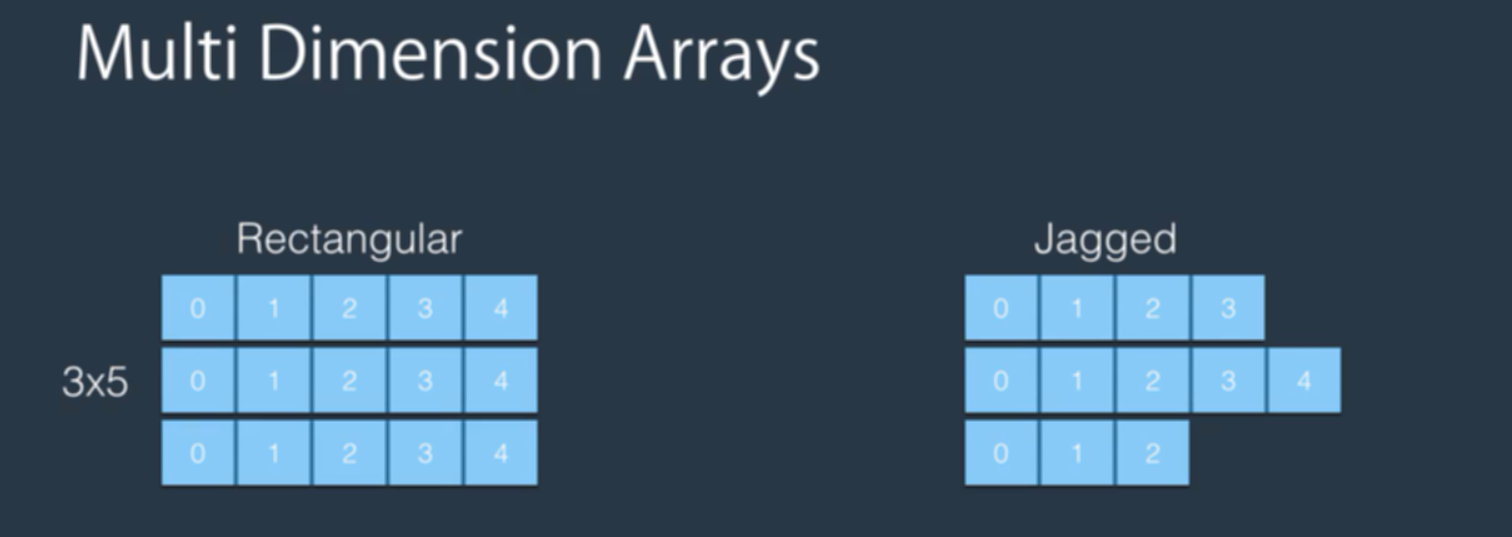 Multi Dimension Arrays
Rectangular
0 1 2 3 4
3x5 0 1 2 3 4
0 1 2 3 4
Jagged
0 1 2 3
0 1 2 3 4
0 1 2